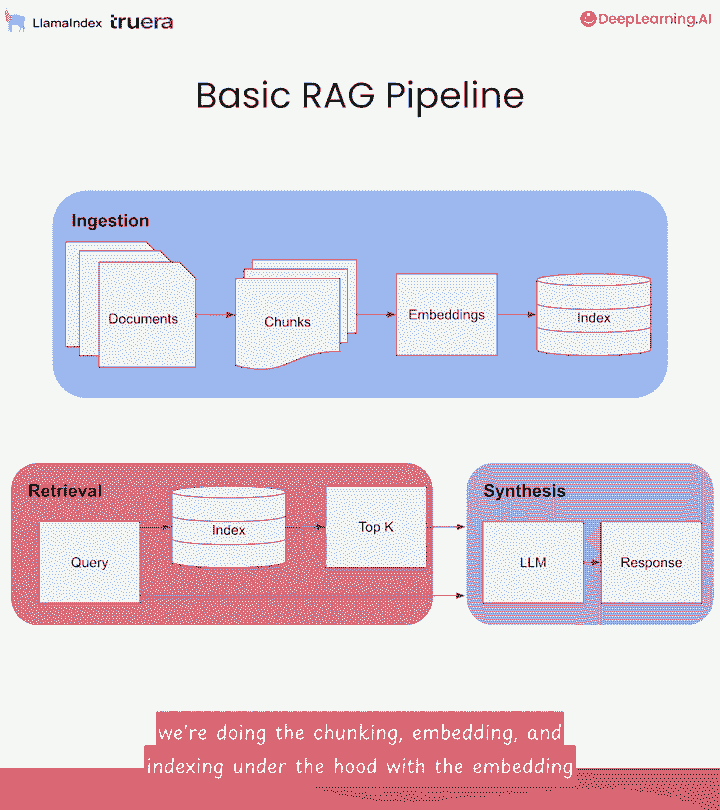 LlamaIndex truera DeepLearning.AI
Basic RAG Pipeline
Ingestion
Documents
Chunks
Embeddings
Index
Retrieval
Query
Index
Top K
Synthesis
LLM
Response
we're doing the chunking, embedding, and
indexing under the hood with the embedding